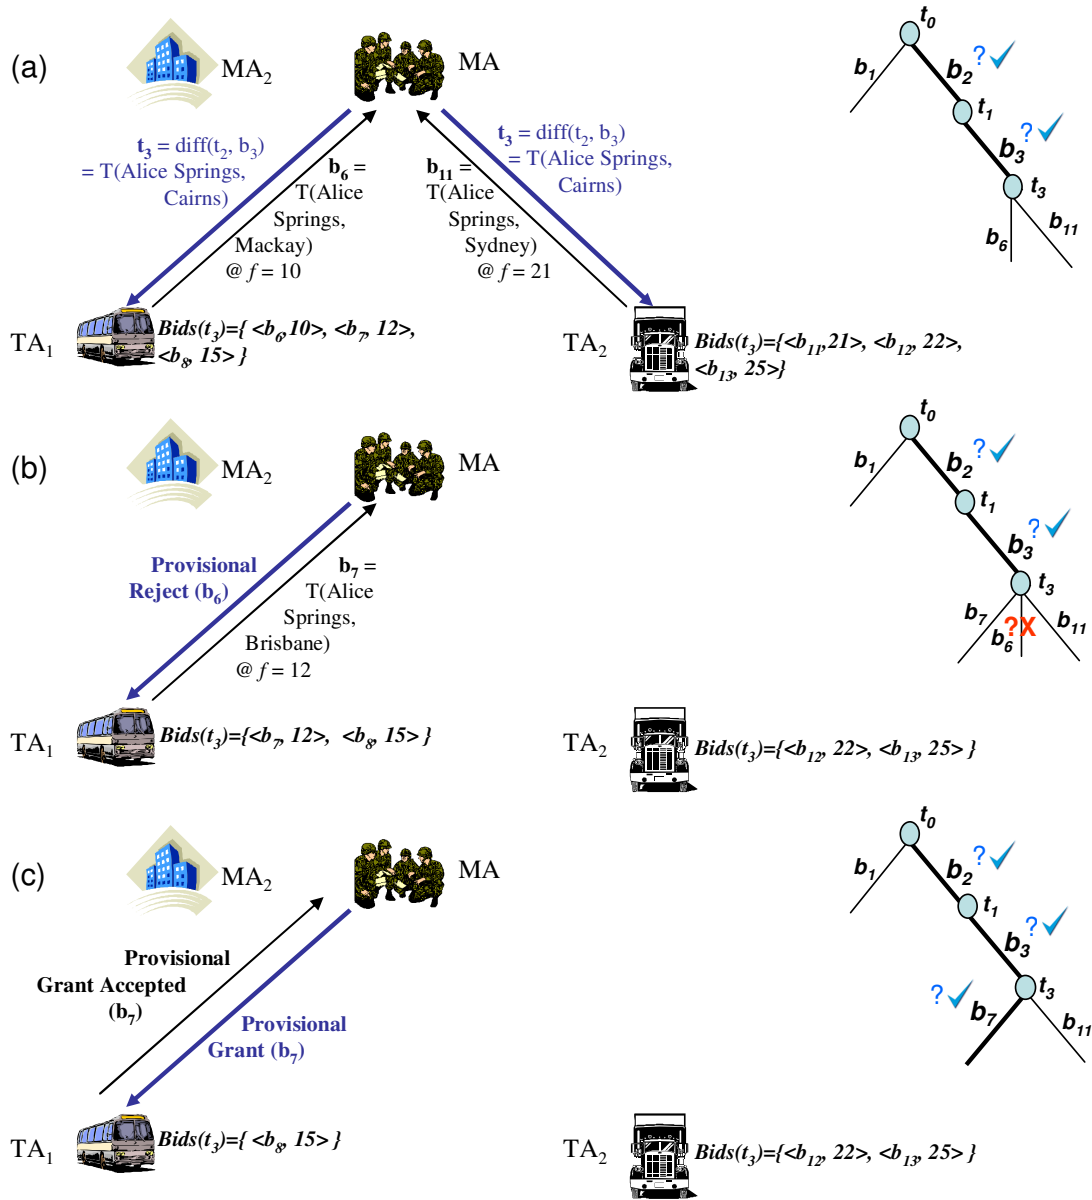 (a)
MA2
MA
t3 = diff(t2, b3)
= T(Alice Springs,
Cairns)
b6 =
T(Alice
Springs,
Mackay)
@ f = 10
b11 =
T(Alice
Springs,
Sydney)
@ f = 21
t3 = diff(t2, b3)
= T(Alice Springs,
Cairns)
TA1
Bids(t3)={ <b6,10>, <b7, 12>,
<b8, 15> }
TA2
Bids(t3)={<b11,21>, <b12, 22>,
<b13, 25>}
t0
b1
b2 ?
t1
b3 ?
t3
b6
b11
(b)
MA2
MA
Provisional
Reject (b6)
b7 =
T(Alice
Springs,
Brisbane)
@ f = 12
TA1
Bids(t3)={<b7, 12>, <b8, 15> }
TA2
Bids(t3)={<b12, 22>, <b13, 25> }
t0
b1
b2 ?
t1
b3 ?
t3
b7
b6 ?X
b11
(c)
MA2
MA
Provisional
Grant Accepted
(b7)
Provisional
Grant (b7)
TA1
Bids(t3)={ <b8, 15> }
TA2
Bids(t3)={<b12, 22>, <b13, 25> }
t0
b1
b2 ?
t1
b3 ?
t3
? b7
b11